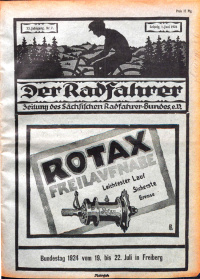 Der Radfahrer
Zeitung des Sächsischen Radfahrer-Bundes e.V.
ROTAX
FREILAUFNABE
Leichtester Lauf
Sicherste
Bremse
Bundestag 1924 vom 19. bis 22. Juli in Freiberg